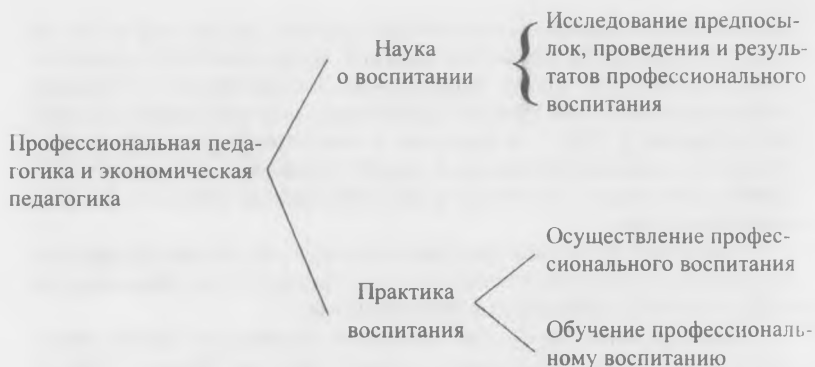 Профессиональная педа-
гогика и экономическая
педагогика
Наука
о воспитании
Исследование предпосы-
лок, проведения и резуль-
татов профессионального
воспитания
Практика
воспитания
Осуществление профес-
сионального воспитания
Обучение профессиональ-
ному воспитанию